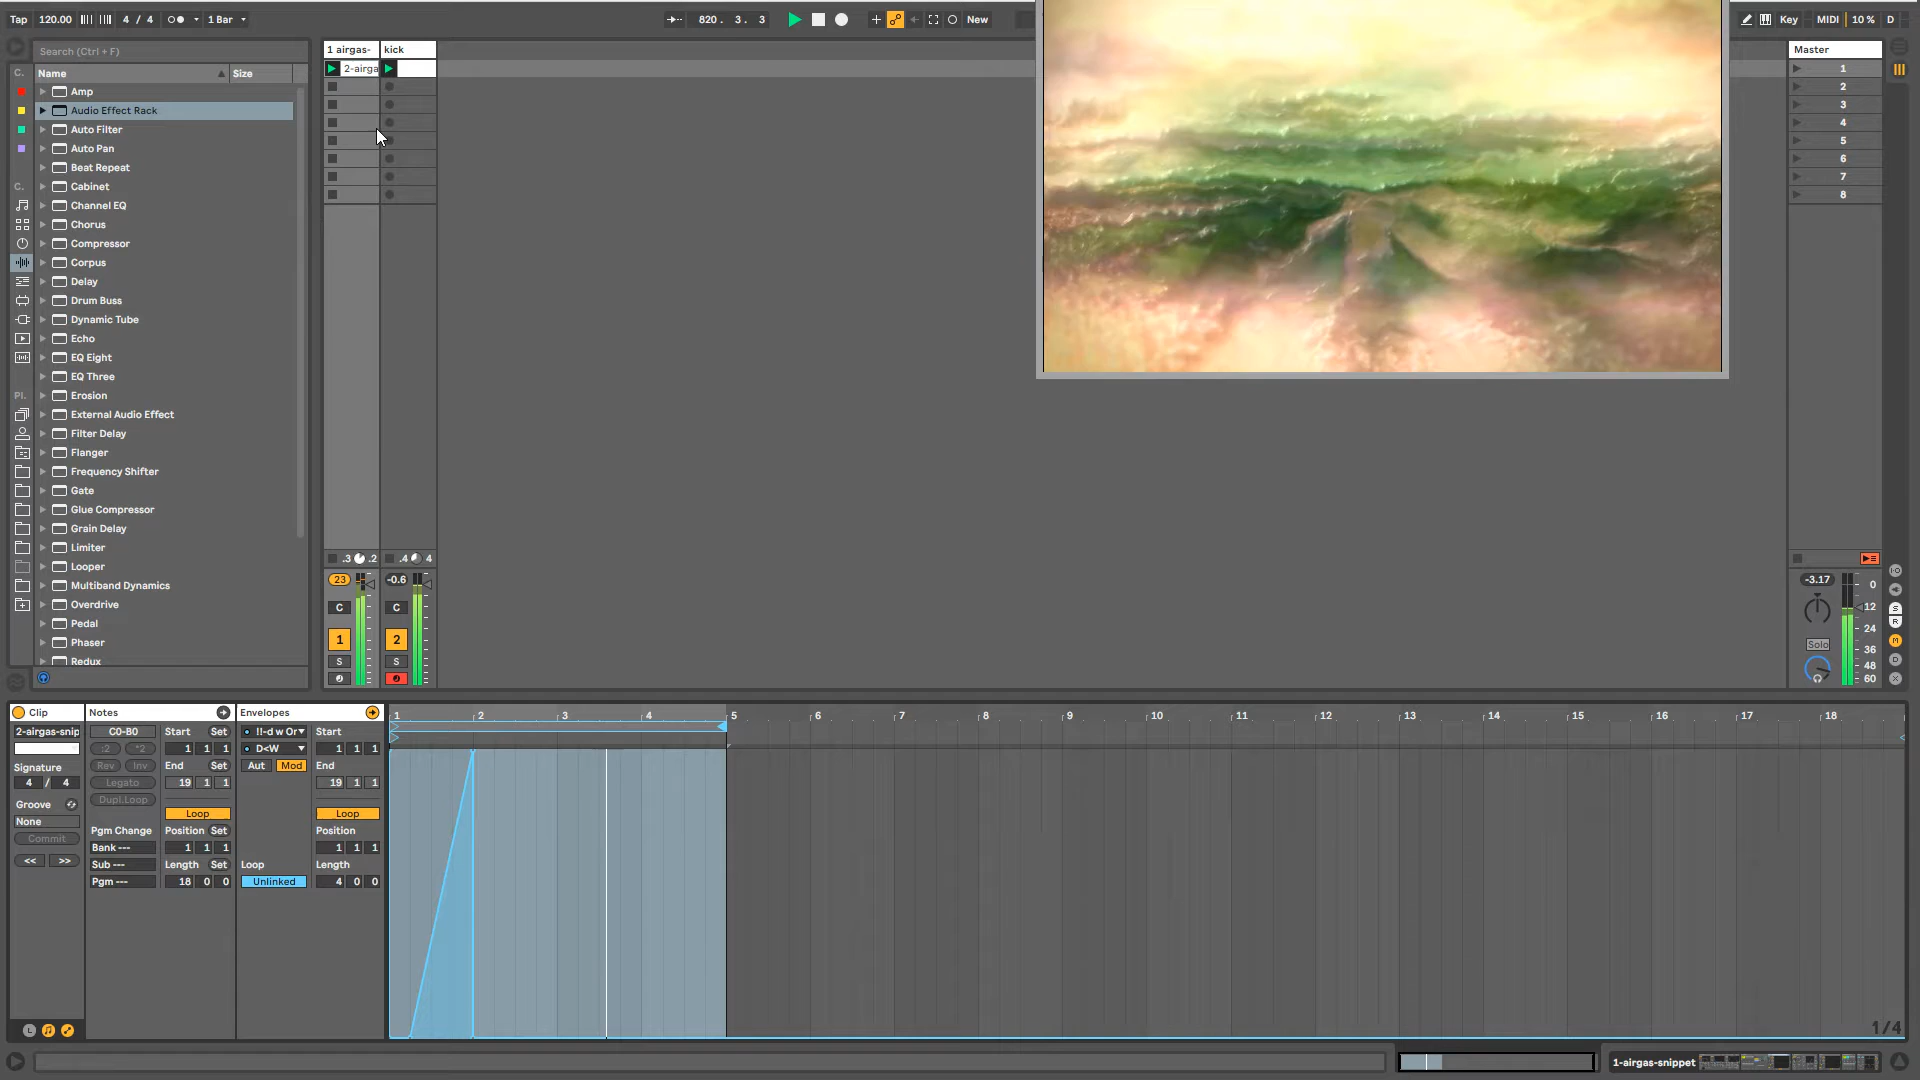 Tap 120.00 4 / 4 1 Bar 820 . 3 . 3 New Key MIDI 10 % D
Search (Ctrl + F)
C.
Name Size
Amp
Audio Effect Rack
Auto Filter
Auto Pan
Beat Repeat
C.
Cabinet
Channel EQ
Chorus
Compressor
Corpus
Delay
Drum Buss
Dynamic Tube
Echo
EQ Eight
EQ Three
Pl.
Erosion
External Audio Effect
Filter Delay
Flanger
Frequency Shifter
Gate
Glue Compressor
Grain Delay
Limiter
Looper
Multiband Dynamics
Overdrive
Pedal
Phaser
Redux
1 airgas- kick
2-airga
.3 .2 .4 4
23 -0.6
C C
1 2
S S
Master
1
2
3
4
5
6
7
8
-3.17 0
12
24
36
Solo
48
60
S
R
M
D
X
Clip
2-airgas-snip
Signature
4 / 4
Groove
None
Commit
<< >>
Notes
C0-B0
:2 *2
Rev Inv
Legato
Dupl.Loop
Pgm Change
Bank ---
Sub ---
Pgm ---
Start Set
1 1 1
End Set
19 1 1
Loop
Position Set
1 1 1
Length Set
18 0 0
Envelopes
!!-d w Or
D<W
Aut Mod
Loop
Unlinked
Start
1 1 1
End
19 1 1
Loop
Position
1 1 1
Length
4 0 0
1 2 3 4 5 6 7 8 9 10 11 12 13 14 15 16 17 18
1/4
L
1-airgas-snippet